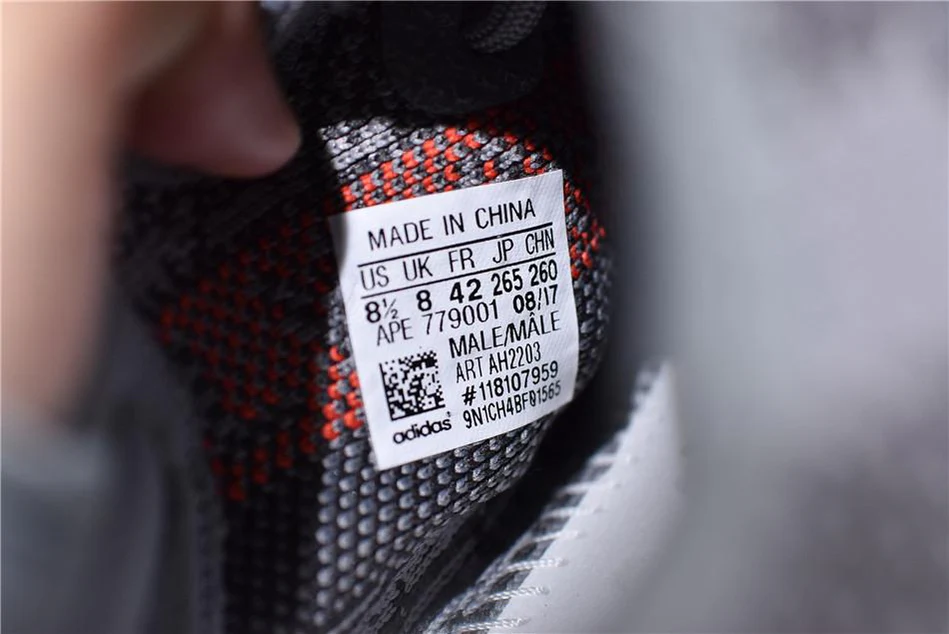 MADE IN CHINA
US UK FR JP CHN
8½ 8 42 265 260
APE 779001 08/17
MALE/MÂLE
ART AH2203
#118107959
9N1CH4BF01565
adidas